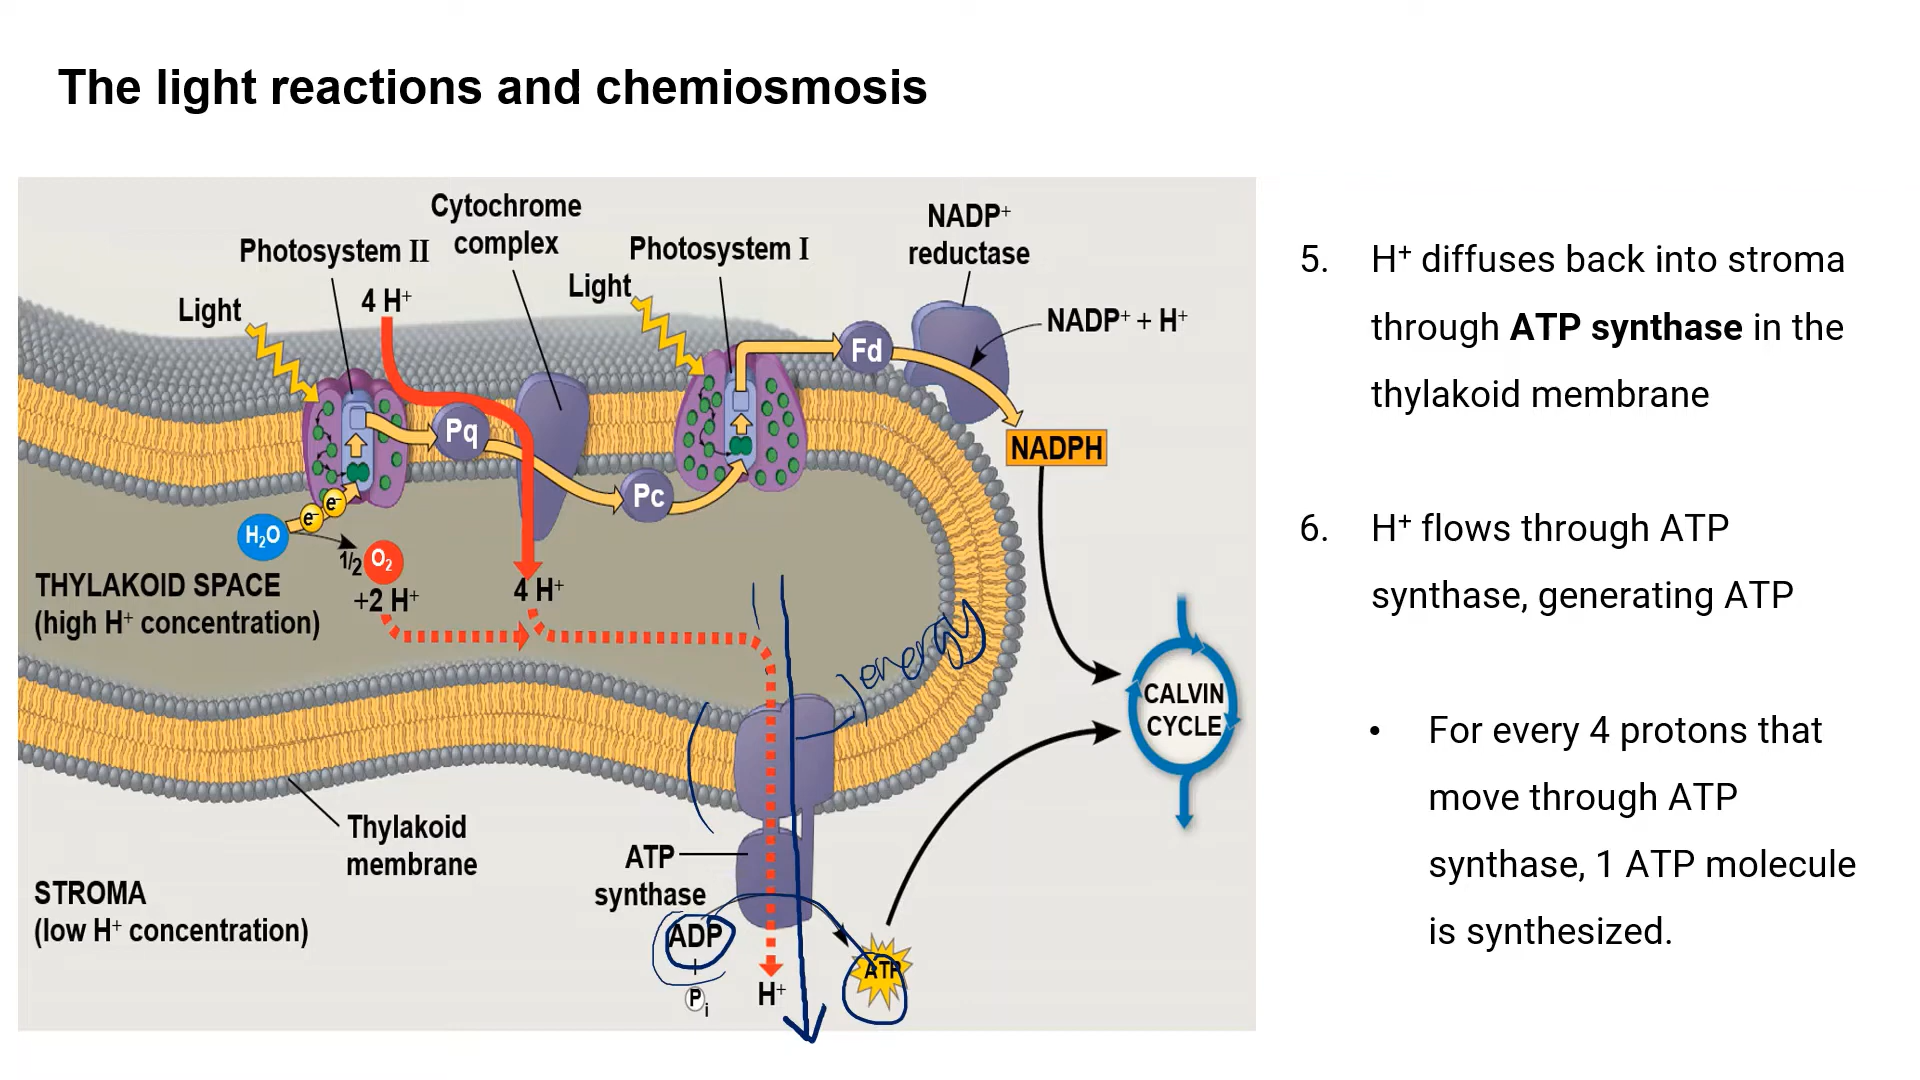 The light reactions and chemiosmosis
Cytochrome
complex
Photosystem II
Photosystem I
NADP⁺
reductase
Light
4 H⁺
Light
NADP⁺ + H⁺
Fd
Pq
Pc
NADPH
e⁻
e⁻
H₂O
1/2 O₂
+2 H⁺
4 H⁺
THYLAKOID SPACE
(high H⁺ concentration)
energy
CALVIN
CYCLE
Thylakoid
membrane
ATP
synthase
STROMA
(low H⁺ concentration)
ADP
+
Pᵢ
H⁺
ATP
5. H⁺ diffuses back into stroma
through ATP synthase in the
thylakoid membrane
6. H⁺ flows through ATP
synthase, generating ATP
• For every 4 protons that
move through ATP
synthase, 1 ATP molecule
is synthesized.